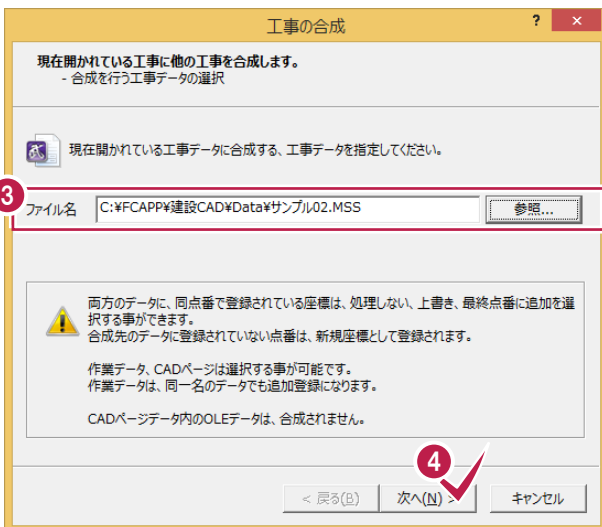 工事の合成
? ×
現在開かれている工事に他の工事を合成します。
- 合成を行う工事データの選択
現在開かれている工事データに合成する、工事データを指定してください。
3
ファイル名 C:¥FCAPP¥建設CAD¥Data¥サンプル02.MSS 参照...
両方のデータに、同点番で登録されている座標は、処理しない、上書き、最終点番に追加を選
択する事ができます。
合成先のデータに登録されていない点番は、新規座標として登録されます。
作業データ、CADページは選択する事が可能です。
作業データは、同一名のデータでも追加登録になります。
CADページデータ内のOLEデータは、合成されません。
4
< 戻る(B) 次へ(N) > キャンセル